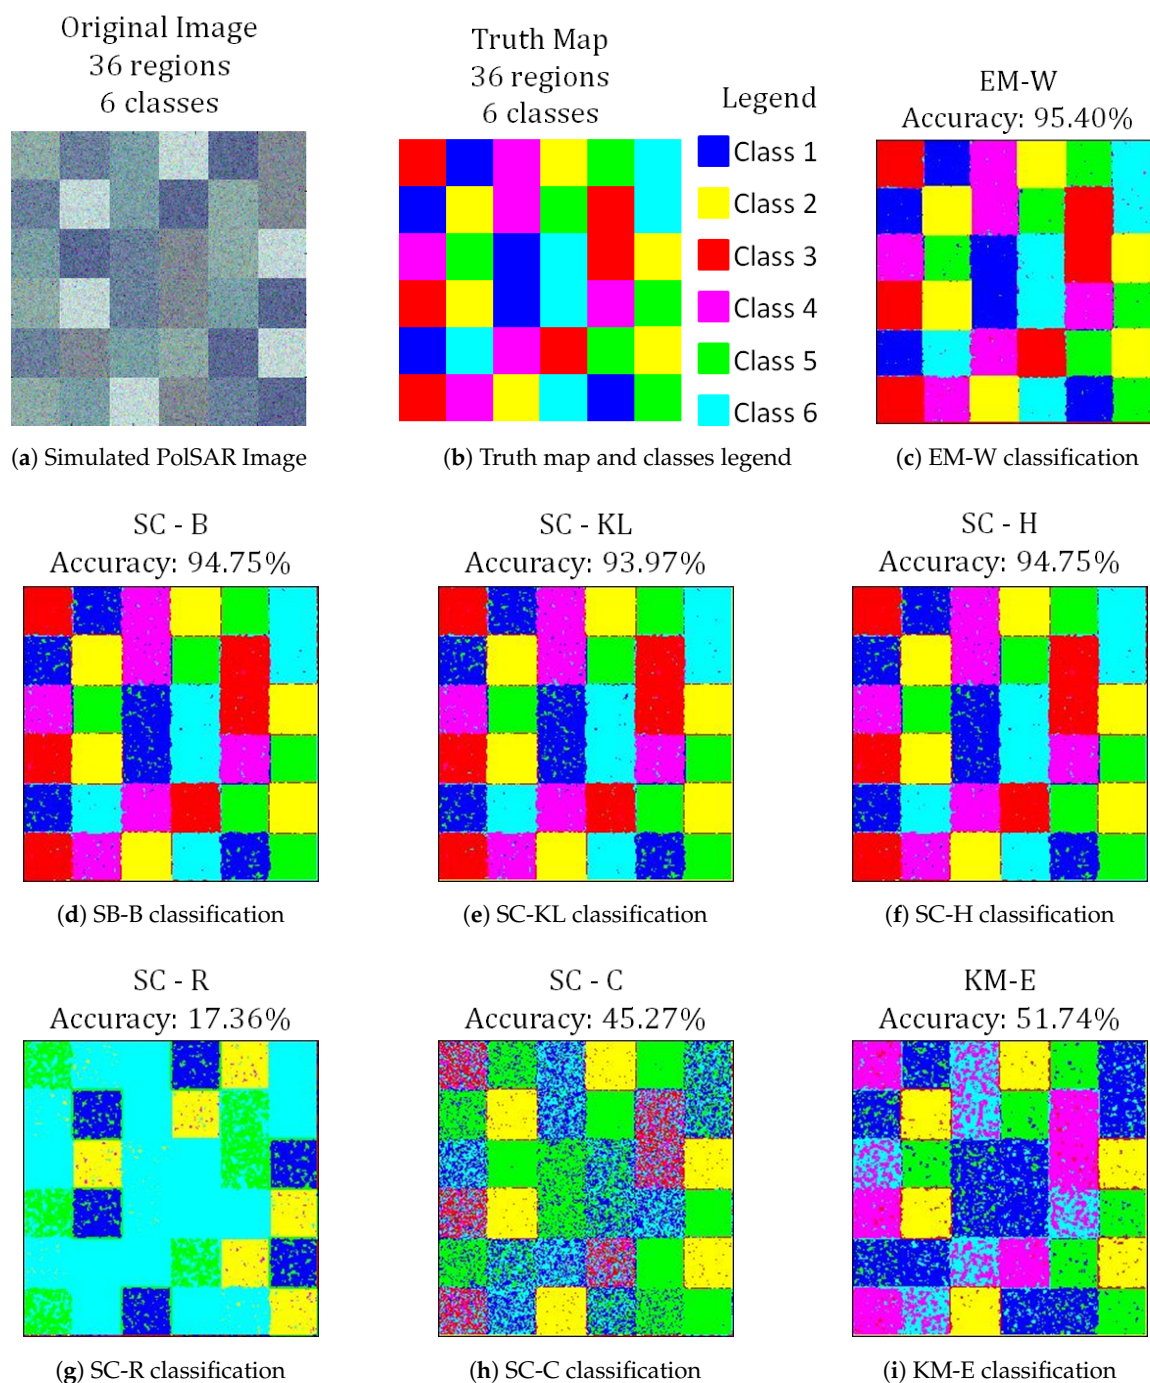 Original Image
36 regions
6 classes
Truth Map
36 regions
6 classes
Legend
Class 1
Class 2
Class 3
Class 4
Class 5
Class 6
EM-W
Accuracy: 95.40%
(a) Simulated PolSAR Image
(b) Truth map and classes legend
(c) EM-W classification
SC - B
Accuracy: 94.75%
SC - KL
Accuracy: 93.97%
SC - H
Accuracy: 94.75%
(d) SB-B classification
(e) SC-KL classification
(f) SC-H classification
SC - R
Accuracy: 17.36%
SC - C
Accuracy: 45.27%
KM-E
Accuracy: 51.74%
(g) SC-R classification
(h) SC-C classification
(i) KM-E classification